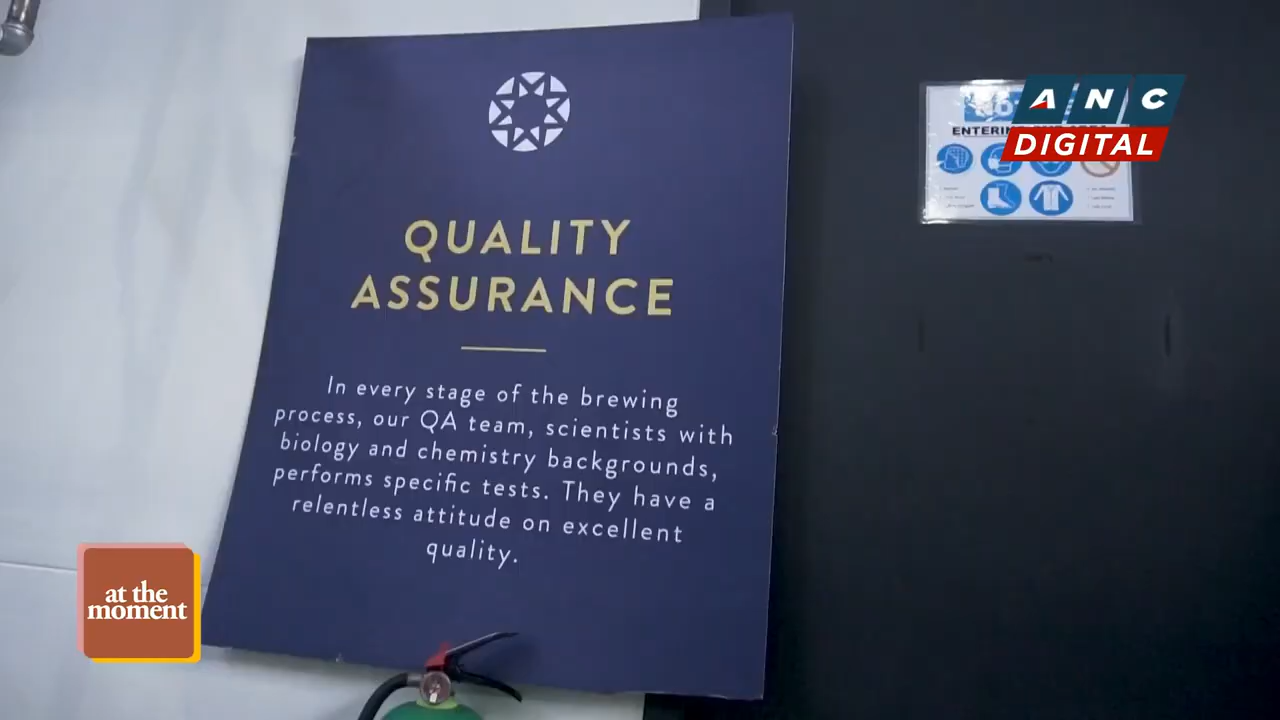 QUALITY
ASSURANCE
In every stage of the brewing
process, our QA team, scientists with
biology and chemistry backgrounds,
performs specific tests. They have a
relentless attitude on excellent
quality.
ANC
DIGITAL
at the
moment